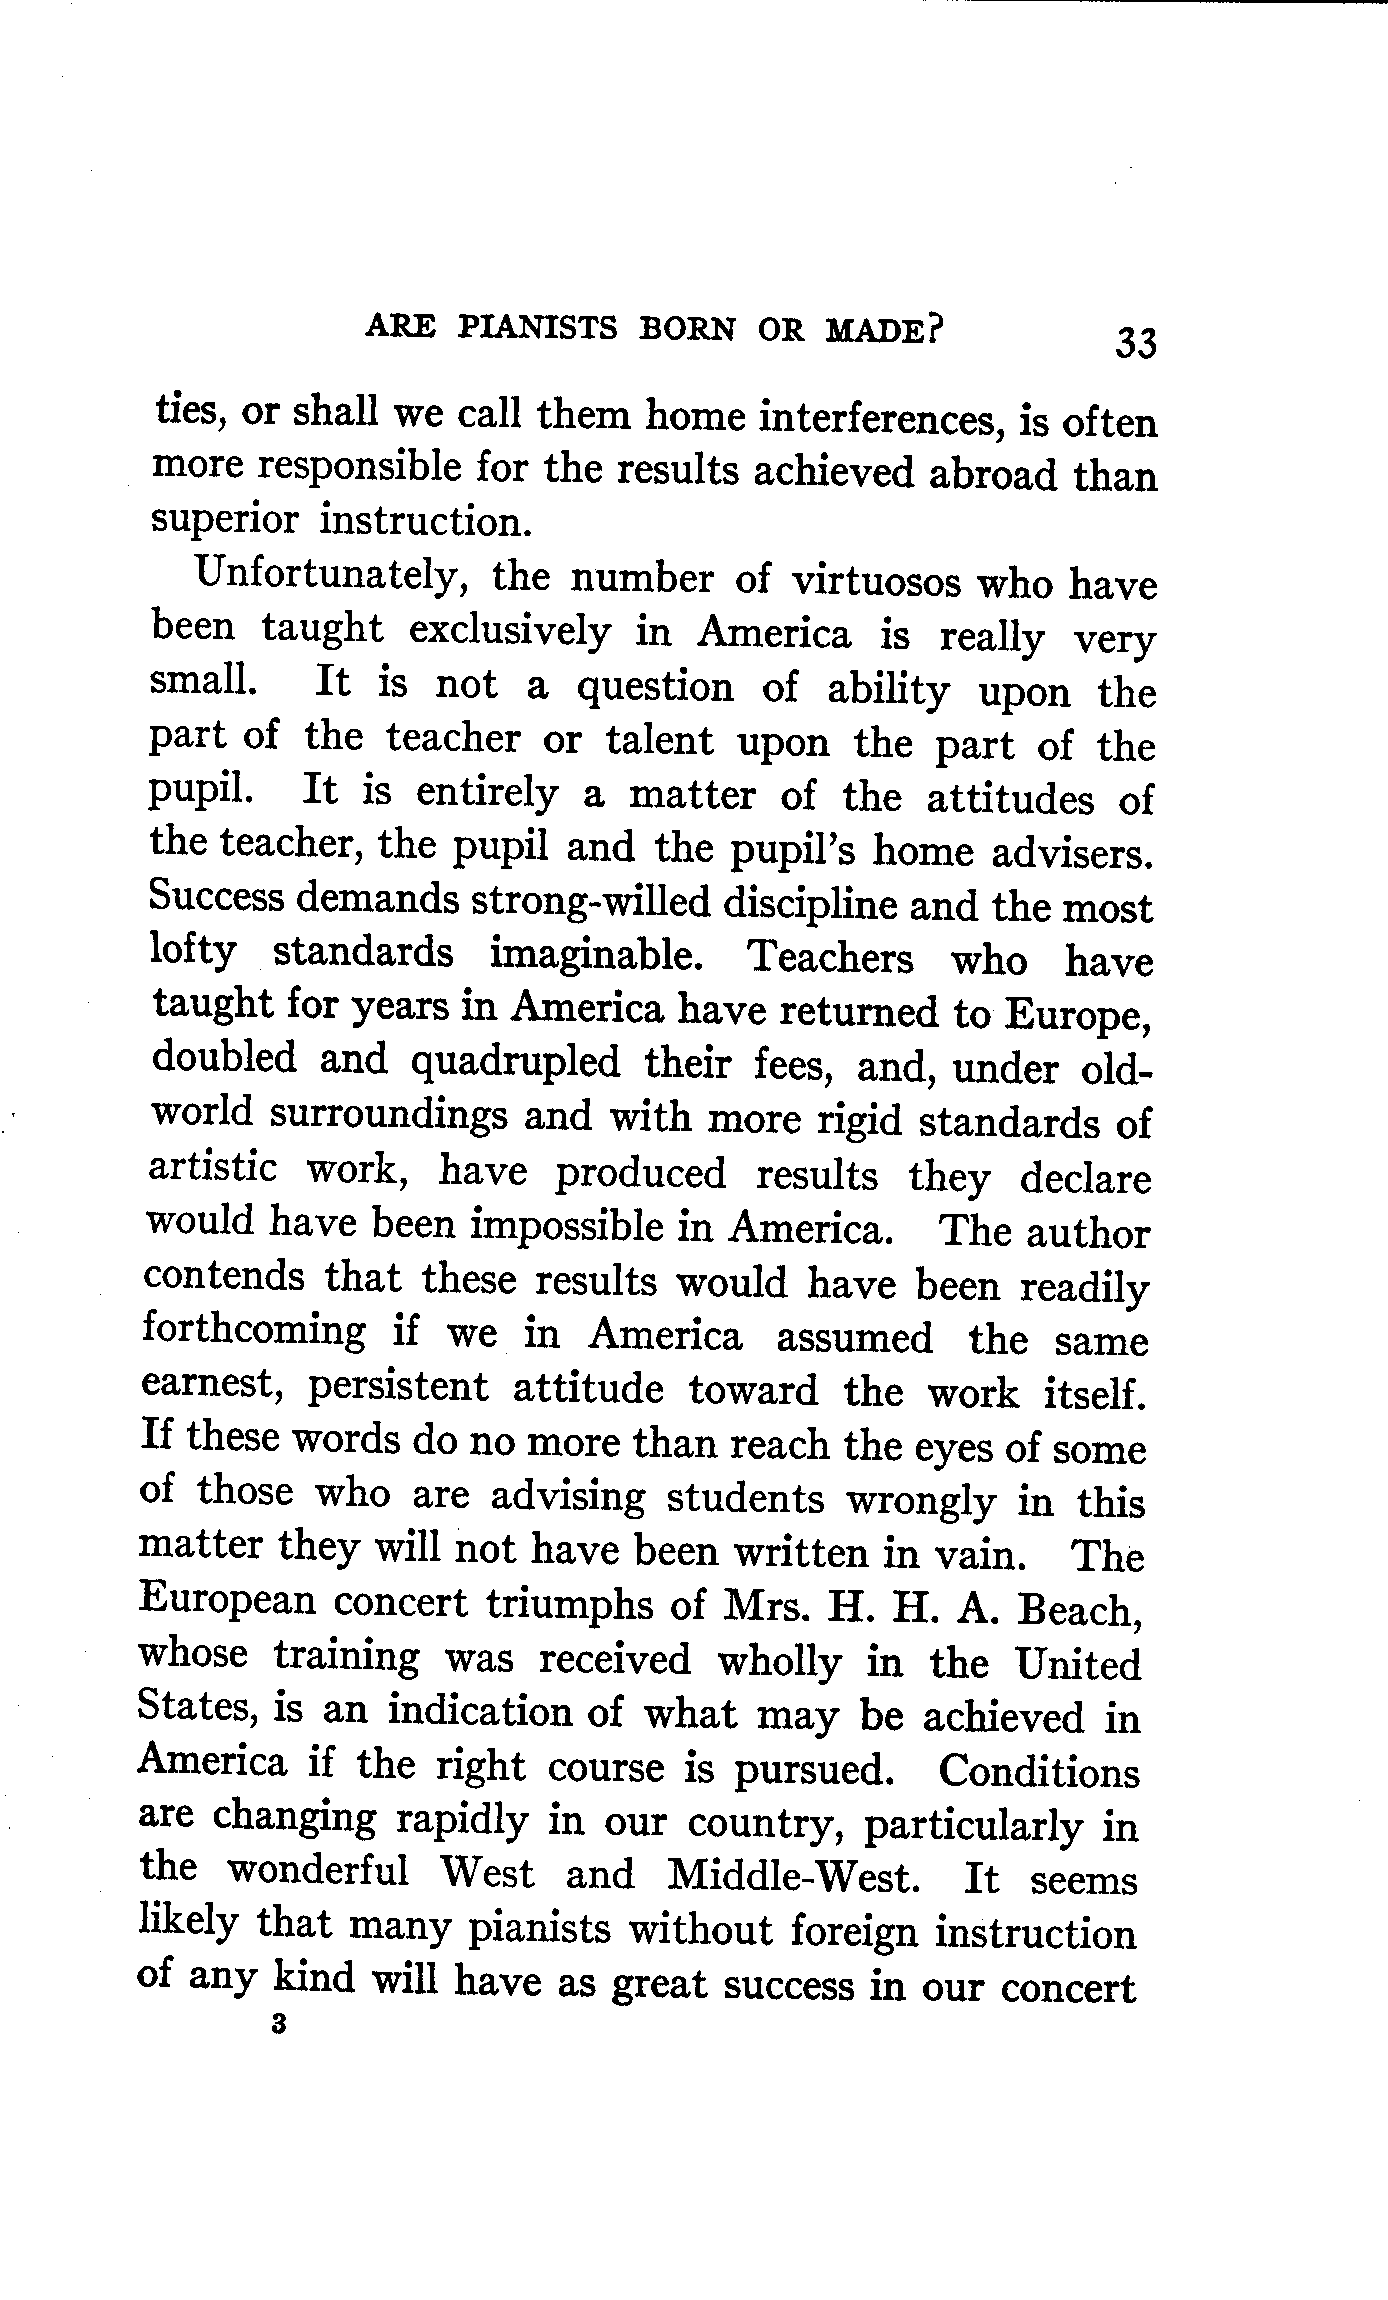 ARE PIANISTS BORN OR MADE? 33
ties, or shall we call them home interferences, is often
more responsible for the results achieved abroad than
superior instruction.
Unfortunately, the number of virtuosos who have
been taught exclusively in America is really very
small. It is not a question of ability upon the
part of the teacher or talent upon the part of the
pupil. It is entirely a matter of the attitudes of
the teacher, the pupil and the pupil's home advisers.
Success demands strong-willed discipline and the most
lofty standards imaginable. Teachers who have
taught for years in America have returned to Europe,
doubled and quadrupled their fees, and, under old-
world surroundings and with more rigid standards of
artistic work, have produced results they declare
would have been impossible in America. The author
contends that these results would have been readily
forthcoming if we in America assumed the same
earnest, persistent attitude toward the work itself.
If these words do no more than reach the eyes of some
of those who are advising students wrongly in this
matter they will not have been written in vain. The
European concert triumphs of Mrs. H. H. A. Beach,
whose training was received wholly in the United
States, is an indication of what may be achieved in
America if the right course is pursued. Conditions
are changing rapidly in our country, particularly in
the wonderful West and Middle-West. It seems
likely that many pianists without foreign instruction
of any kind will have as great success in our concert
3